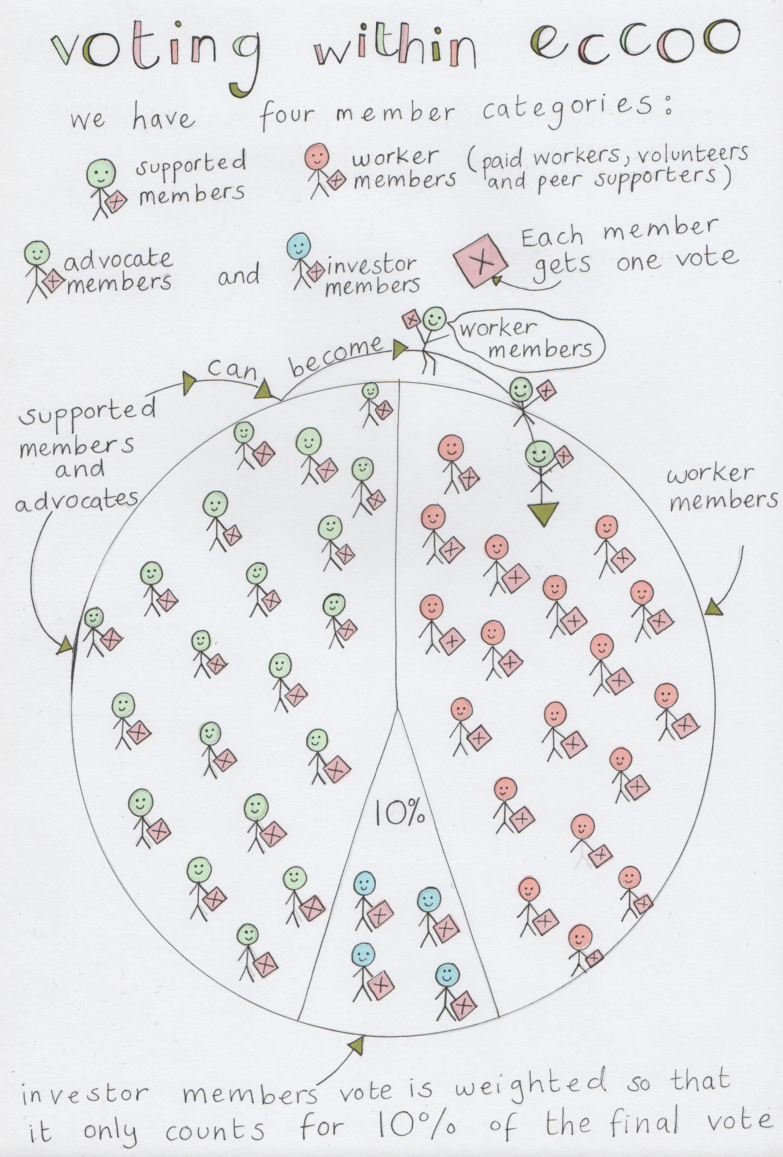 voting within eccoo
we have four member categories:
supported
members
worker
members
(paid workers, volunteers
and peer supporters)
advocate
members
and
investor
members
Each member
gets one vote
can become
worker
members
supported
members
and
advocates
worker
members
10%
investor members vote is weighted so that
it only counts for 10% of the final vote